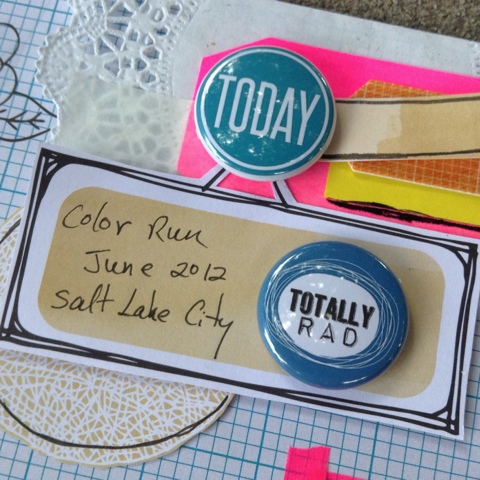 TODAY
Color Run
June 2012
Salt Lake City
TOTALLY
RAD